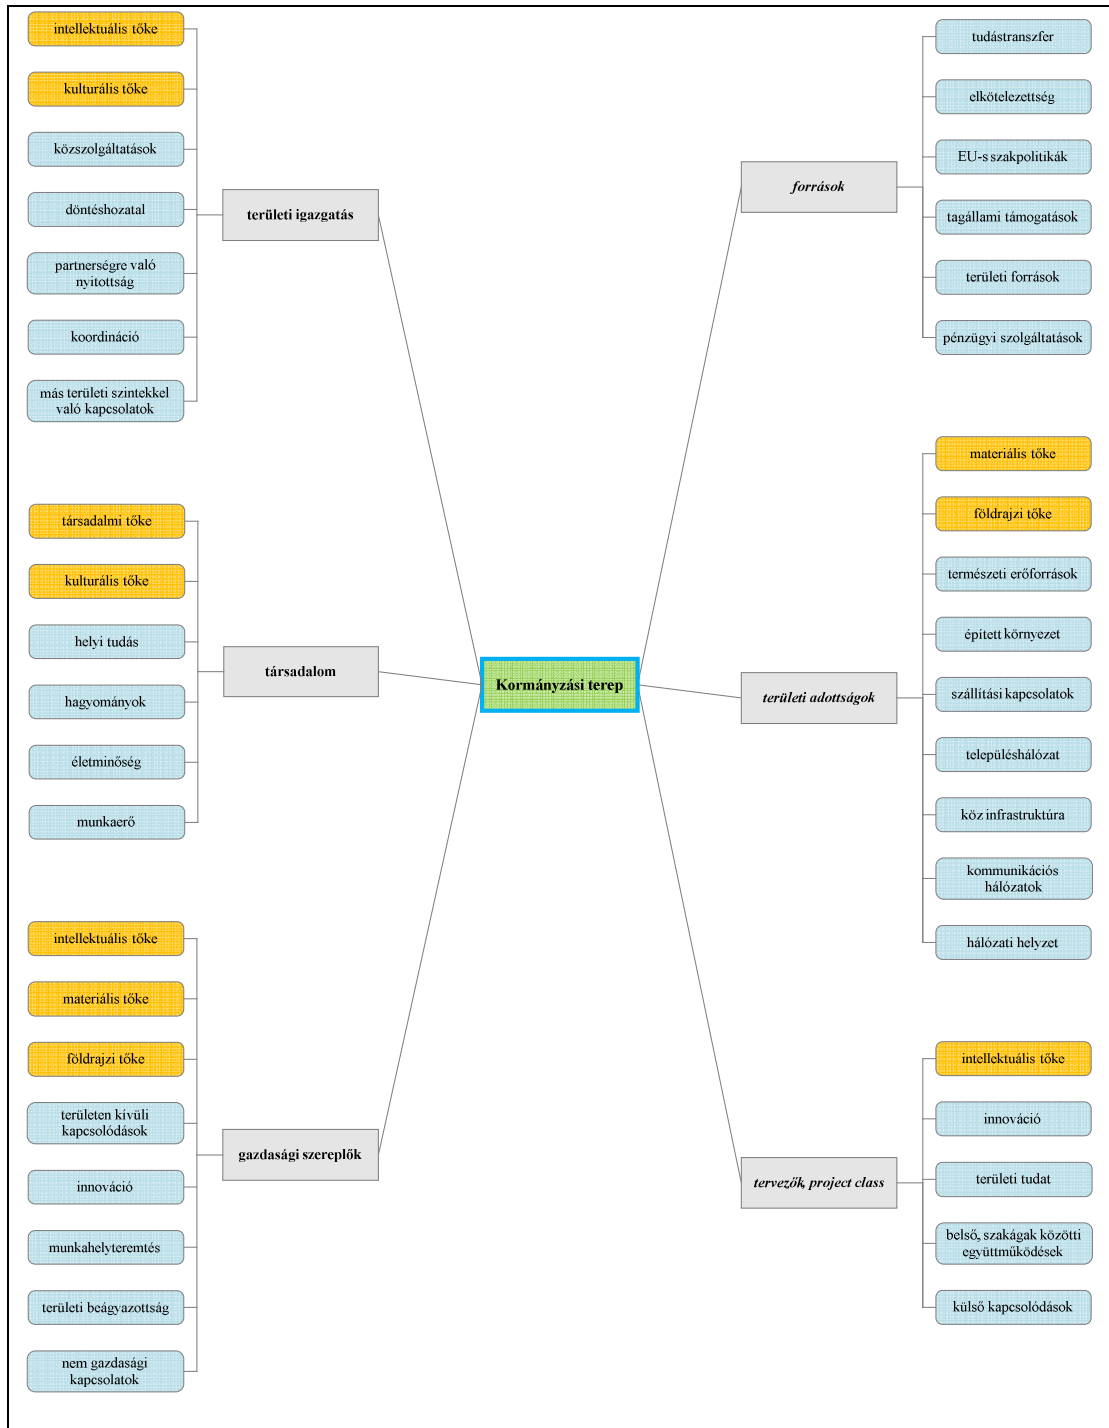 intellektuális tőke
kulturális tőke
közszolgáltatások
döntéshozatal
partnerségre való
nyitottság
koordináció
más területi szintekkel
való kapcsolatok
területi igazgatás
társadalmi tőke
kulturális tőke
helyi tudás
hagyományok
életminőség
munkaerő
társadalom
intellektuális tőke
materiális tőke
földrajzi tőke
területen kívüli
kapcsolódások
innováció
munkahelyteremtés
területi beágyazottság
nem gazdasági
kapcsolatok
gazdasági szereplők
Kormányzási terep
források
tudástranszfer
elkötelezettség
EU-s szakpolitikák
tagállami támogatások
területi források
pénzügyi szolgáltatások
területi adottságok
materiális tőke
földrajzi tőke
természeti erőforrások
épített környezet
szállítási kapcsolatok
településhálózat
köz infrastruktúra
kommunikációs
hálózatok
hálózati helyzet
tervezők, project class
intellektuális tőke
innováció
területi tudat
belső, szakágak közötti
együttműködések
külső kapcsolódások